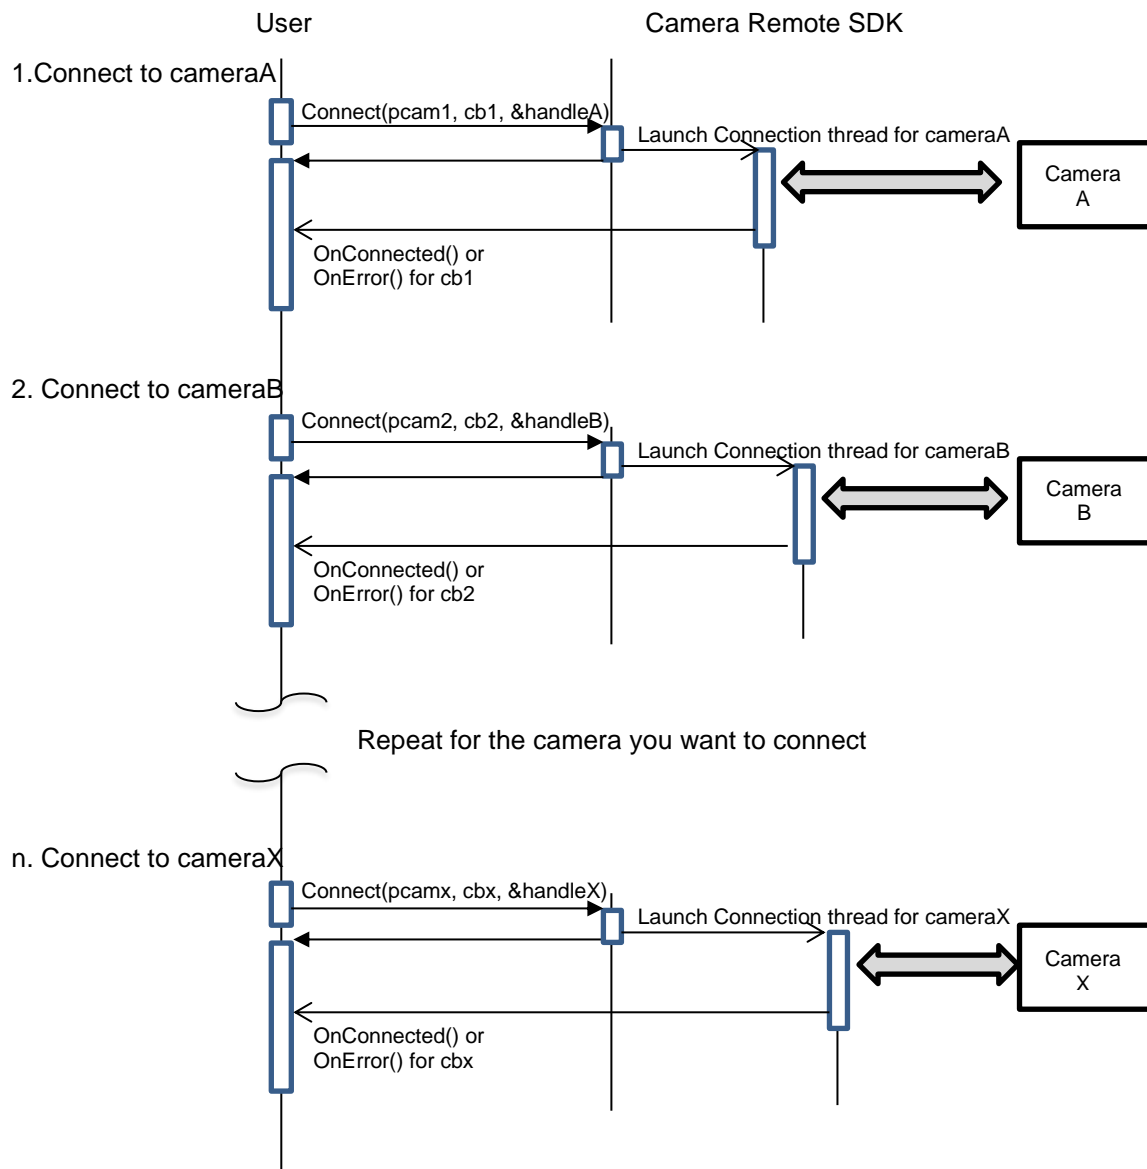 User
Camera Remote SDK
1.Connect to cameraA
Connect(pcam1, cb1, &handleA)
Launch Connection thread for cameraA
Camera
A
OnConnected() or
OnError() for cb1
2. Connect to cameraB
Connect(pcam2, cb2, &handleB)
Launch Connection thread for cameraB
Camera
B
OnConnected() or
OnError() for cb2
Repeat for the camera you want to connect
n. Connect to cameraX
Connect(pcamx, cbx, &handleX)
Launch Connection thread for cameraX
Camera
X
OnConnected() or
OnError() for cbx